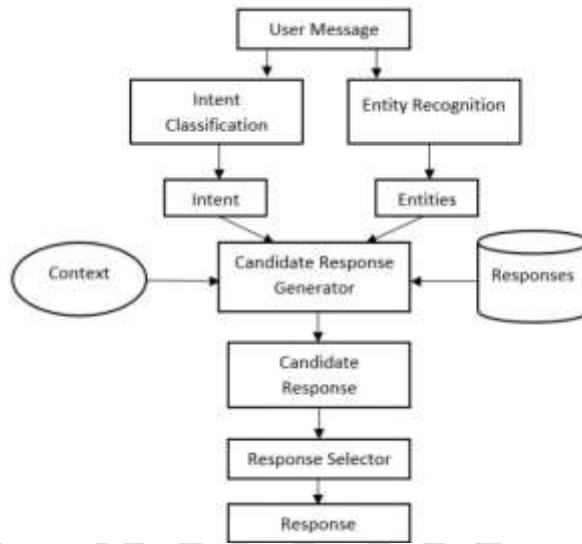 User Message
Intent
Classification
Entity Recognition
Intent
Entities
Context
Candidate Response
Generator
Responses
Candidate
Response
Response Selector
Response